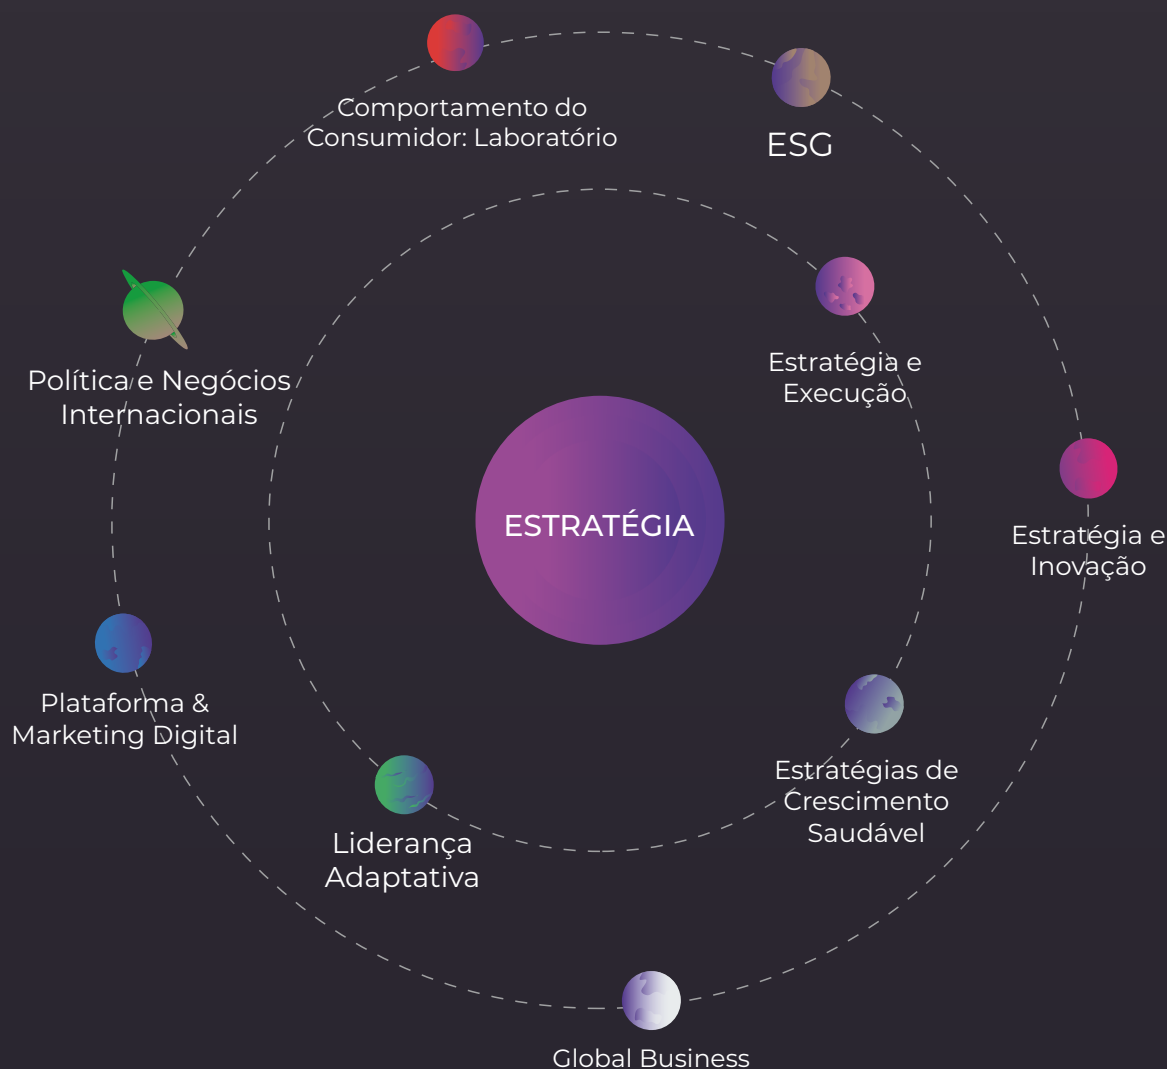 Comportamento do
Consumidor: Laboratório
ESG
Política e Negócios
Internacionais
Estratégia e
Execução
ESTRATÉGIA
Estratégia e
Inovação
Plataforma &
Marketing Digital
Estratégias de
Crescimento
Saudável
Liderança
Adaptativa
Global Business